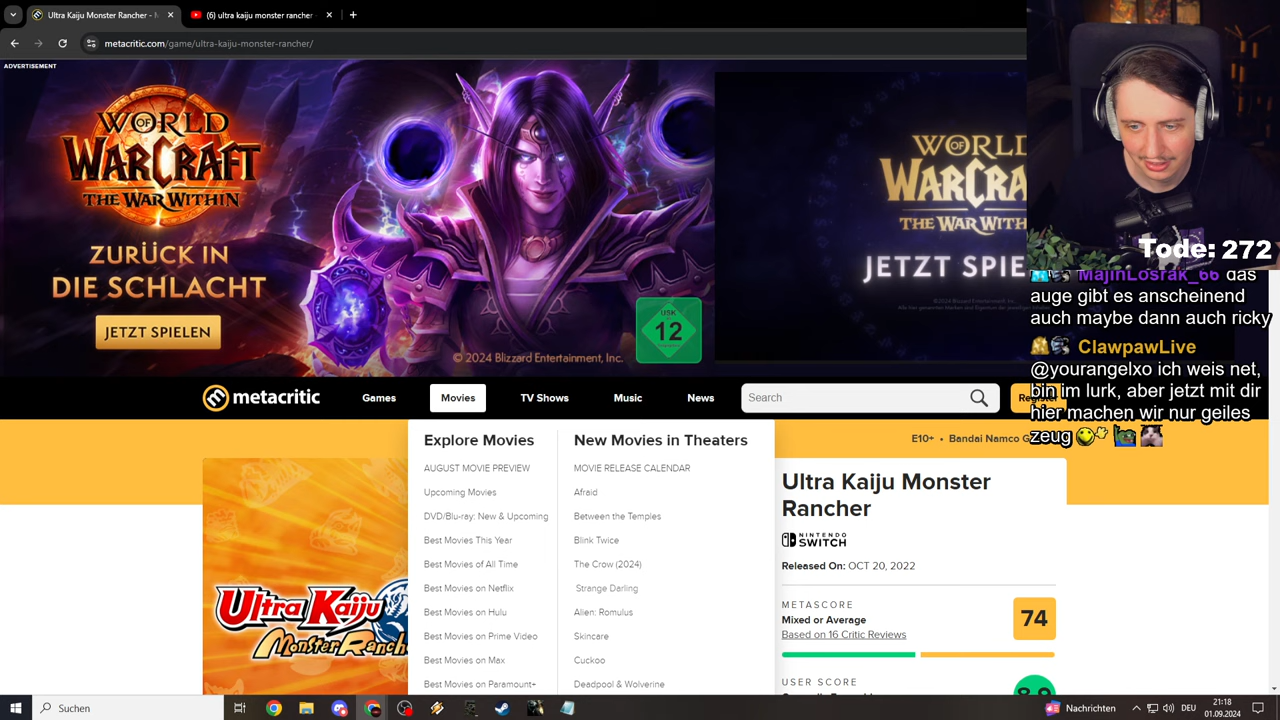 Ultra Kaiju Monster Rancher - M
(6) ultra kaiju monster rancher -
metacritic.com/game/ultra-kaiju-monster-rancher/
ADVERTISEMENT
WORLD
OF
WARCRAFT
THE WAR WITHIN
ZURÜCK IN
DIE SCHLACHT
JETZT SPIELEN
USK
12
© 2024 Blizzard Entertainment, Inc.
WORLD
OF
WARCRA
THE WAR WITH
JETZT SPIE
Tode: 272
MajinLosrak_66 das
auge gibt es anscheinend
auch maybe dann auch ricky
ClawpawLive
@yourangelxo ich weis net,
bin im lurk, aber jetzt mit dir
hier machen wir nur geiles
zeug
metacritic
Games
Movies
TV Shows
Music
News
Search
Explore Movies
AUGUST MOVIE PREVIEW
Upcoming Movies
DVD/Blu-ray: New & Upcoming
Best Movies This Year
Best Movies of All Time
Best Movies on Netflix
Best Movies on Hulu
Best Movies on Prime Video
Best Movies on Max
Best Movies on Paramount+
New Movies in Theaters
MOVIE RELEASE CALENDAR
Afraid
Between the Temples
Blink Twice
The Crow (2024)
Strange Darling
Alien: Romulus
Skincare
Cuckoo
Deadpool & Wolverine
E10+ • Bandai Namco G
Ultra Kaiju
Monster Ranche
Ultra Kaiju Monster
Rancher
NINTENDO
SWITCH
Released On: OCT 20, 2022
METASCORE
Mixed or Average
Based on 16 Critic Reviews
74
USER SCORE
Suchen
Nachrichten
DEU
21:18
01.09.2024